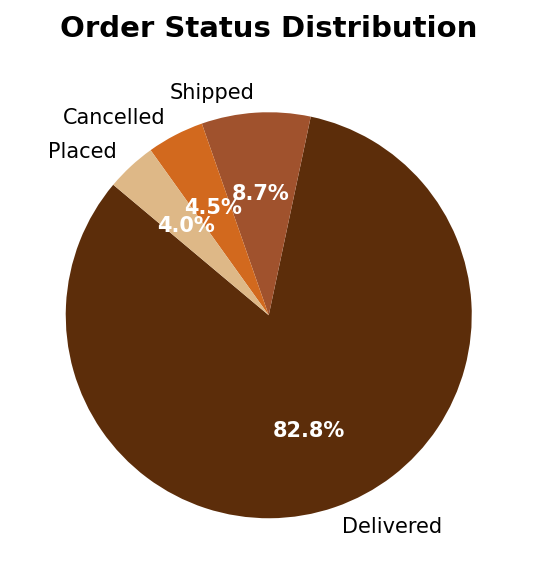 Order Status Distribution
Shipped
Cancelled
Placed
8.7%
4.5%
4.0%
82.8%
Delivered